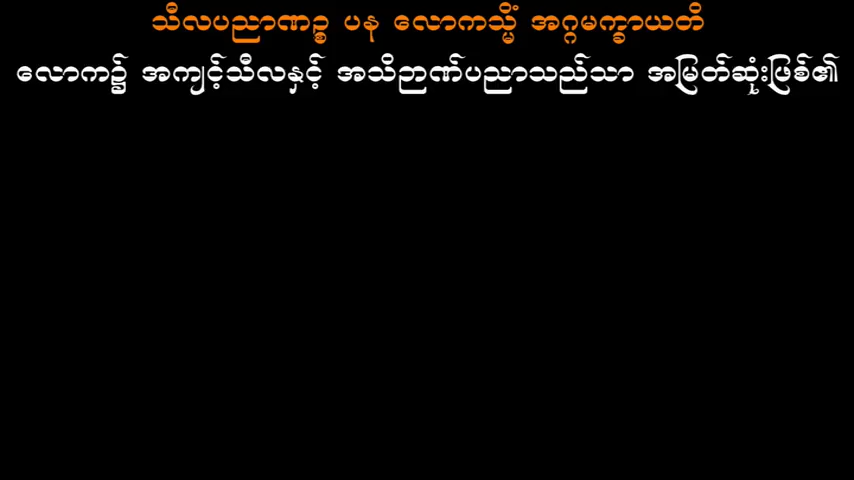 သီလပညာဏဉ္စ ပန လောကသ္မိံ အဂ္ဂမက္ခာယတိ
လောက၌ အကျင့်သီလနှင့် အသိဉာဏ်ပညာသည်သာ အမြတ်ဆုံးဖြစ်၏